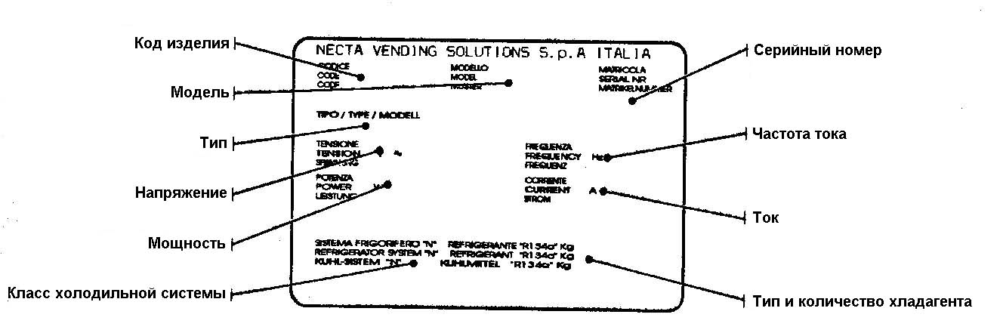 Код изделия
NECTA VENDING SOLUTIONS S.p.A ITALIA
Серийный номер
CODICE
CODE
CODE
MODELLO
MODEL
MATRICOLA
SERIAL NR
MATRIKELNUMMER
Модель
TIPO / TYPE / MODELL
Тип
TENSIONE
TENSION
FREQUENZA
FREQUENCY Hz
FREQUENZ
Частота тока
Напряжение
POTENZA
POWER
LEISTUNG
CORRENTE
CURRENT A
STROM
Ток
Мощность
SISTEMA FRIGORIFERO "N" REFRIGERANTE "R134a" Kg
REFRIGERATOR SYSTEM "N" REFRIGERANT "R134a" Kg
KUHL-SISTEM "N" KUHLMITTEL "R134a" Kg
Класс холодильной системы
Тип и количество хладагента